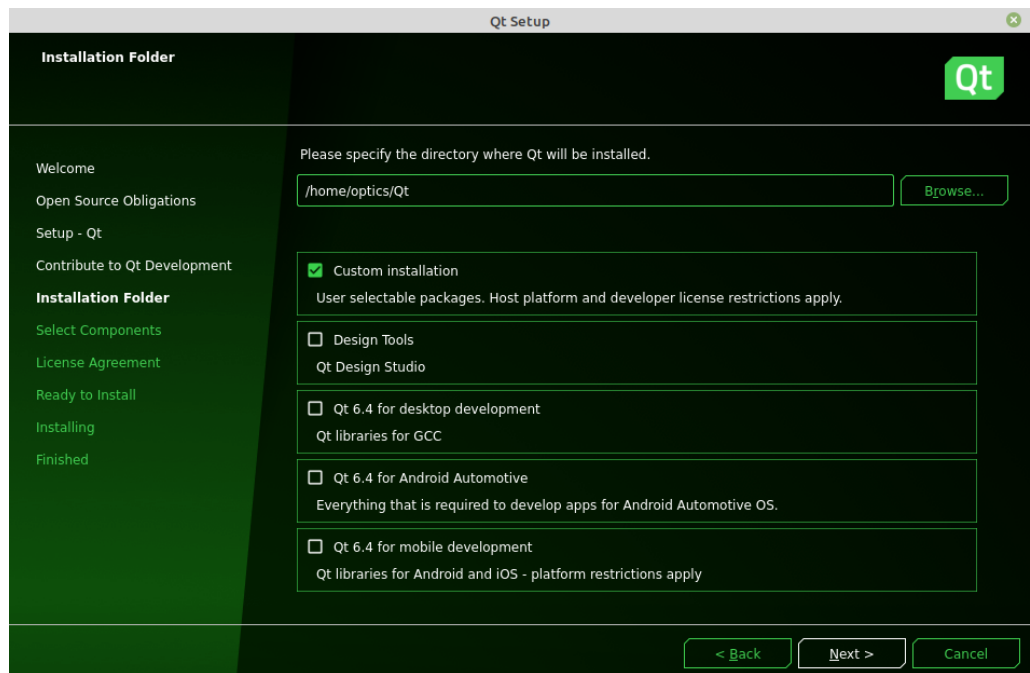 Qt Setup
Installation Folder
Qt
Welcome
Open Source Obligations
Setup - Qt
Contribute to Qt Development
Installation Folder
Select Components
License Agreement
Ready to Install
Installing
Finished
Please specify the directory where Qt will be installed.
/home/optics/Qt
Browse...
Custom installation
User selectable packages. Host platform and developer license restrictions apply.
Design Tools
Qt Design Studio
Qt 6.4 for desktop development
Qt libraries for GCC
Qt 6.4 for Android Automotive
Everything that is required to develop apps for Android Automotive OS.
Qt 6.4 for mobile development
Qt libraries for Android and iOS - platform restrictions apply
< Back
Next >
Cancel